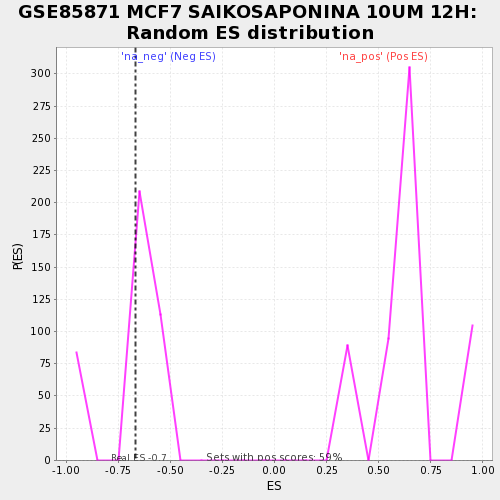 GSE85871 MCF7 SAIKOSAPONINA 10UM 12H:
Random ES distribution
'na_neg' (Neg ES)
'na_pos' (Pos ES)
300
275
250
225
200
175
150
125
100
75
50
25
0
P(ES)
Real ES -0.7
Sets with pos scores: 59%
-1.00 -0.75 -0.50 -0.25 0.00 0.25 0.50 0.75 1.00
ES